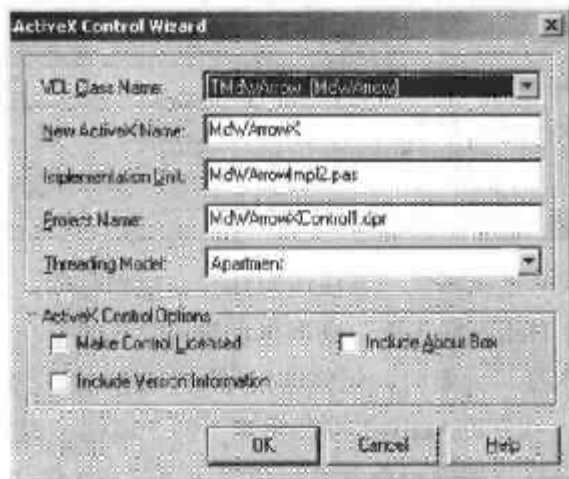 ActiveX Control Wizard
VCL Class Name: TMdWArrow [MdWArrow]
New ActiveX Name: MdWArrowX
Implementation Unit: MdWArrowImpl2.pas
Project Name: MdWArrowXControl1.dpr
Threading Model: Apartment
ActiveX Control Options
Make Control Licensed
Include About Box
Include Version Information
OK
Cancel
Help